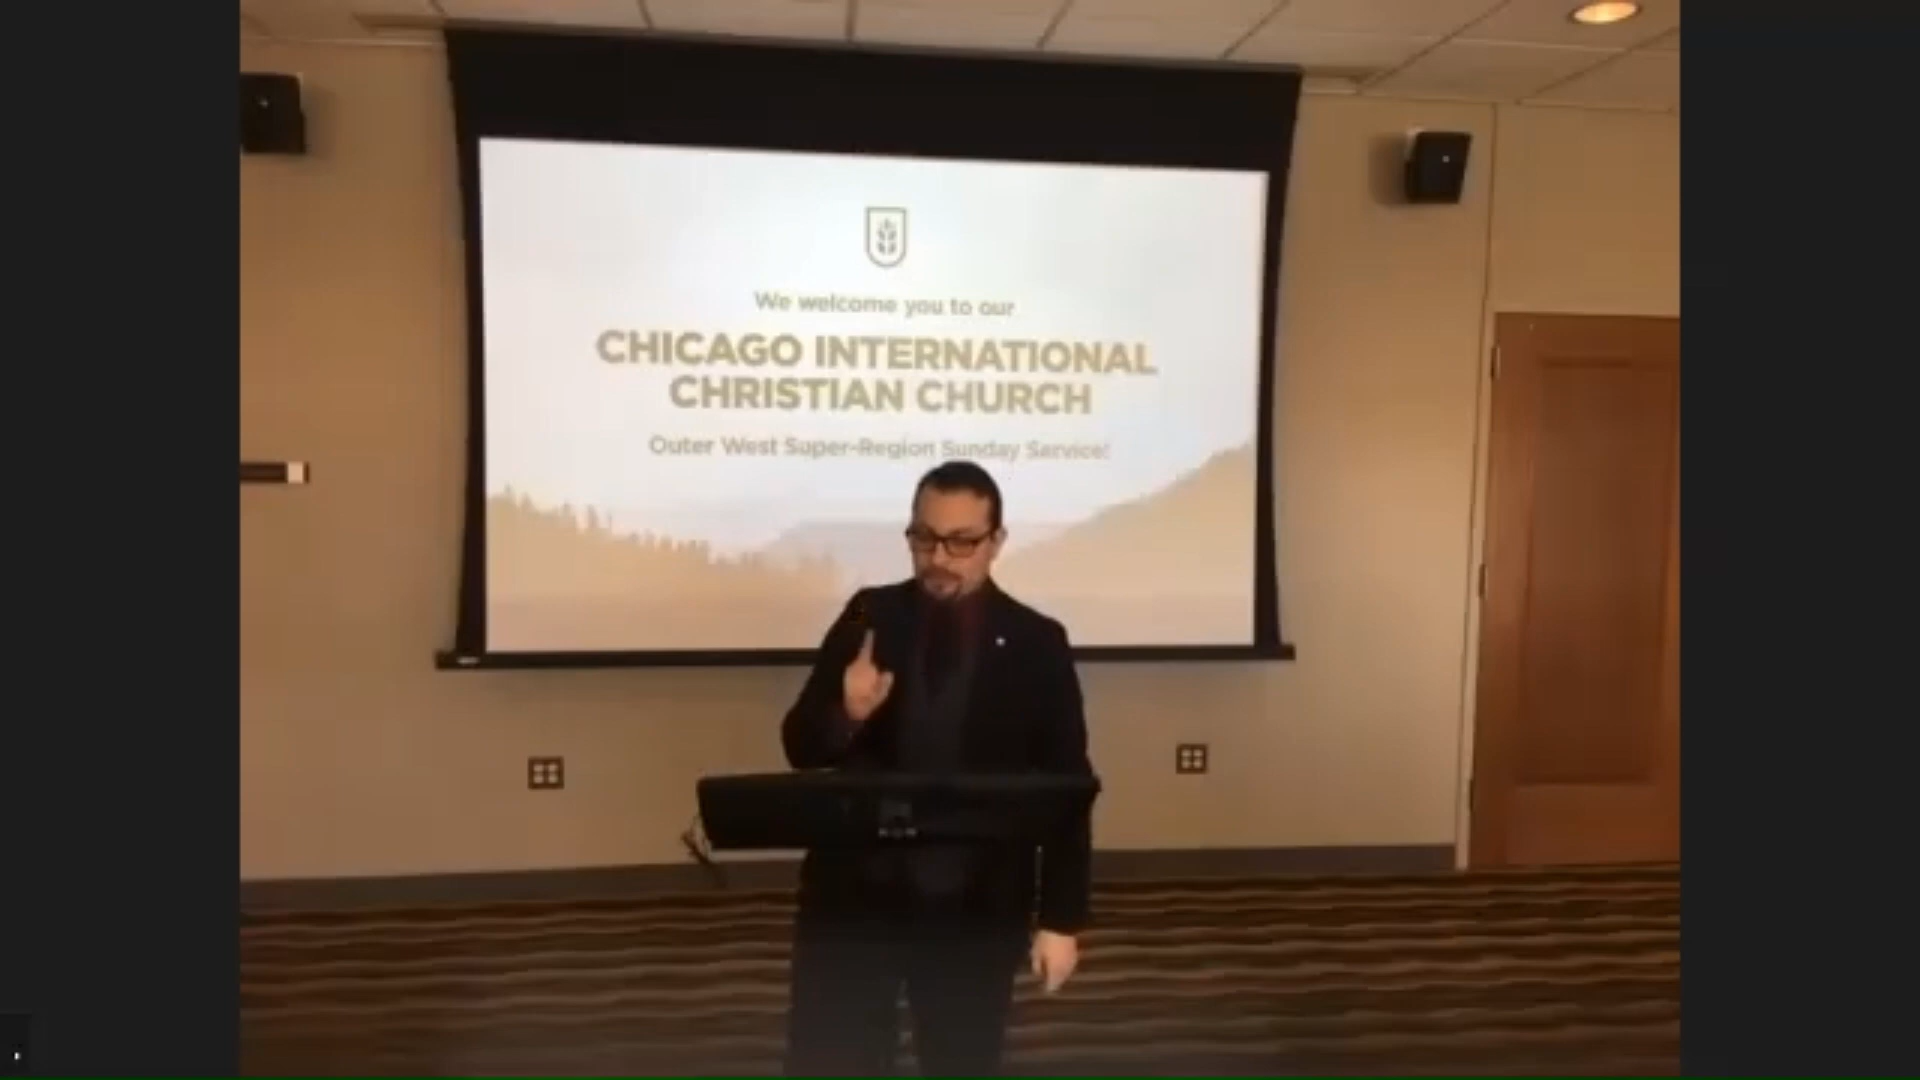 We welcome you to our
CHICAGO INTERNATIONAL
CHRISTIAN CHURCH
Outer West Super-Region Sunday Service!